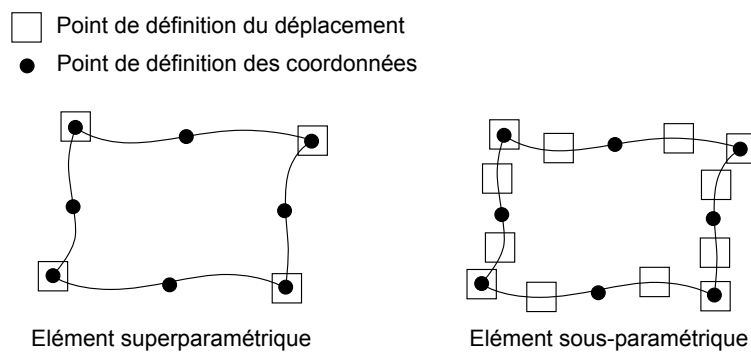 Point de définition du déplacement
Point de définition des coordonnées
Elément superparamétrique
Elément sous-paramétrique